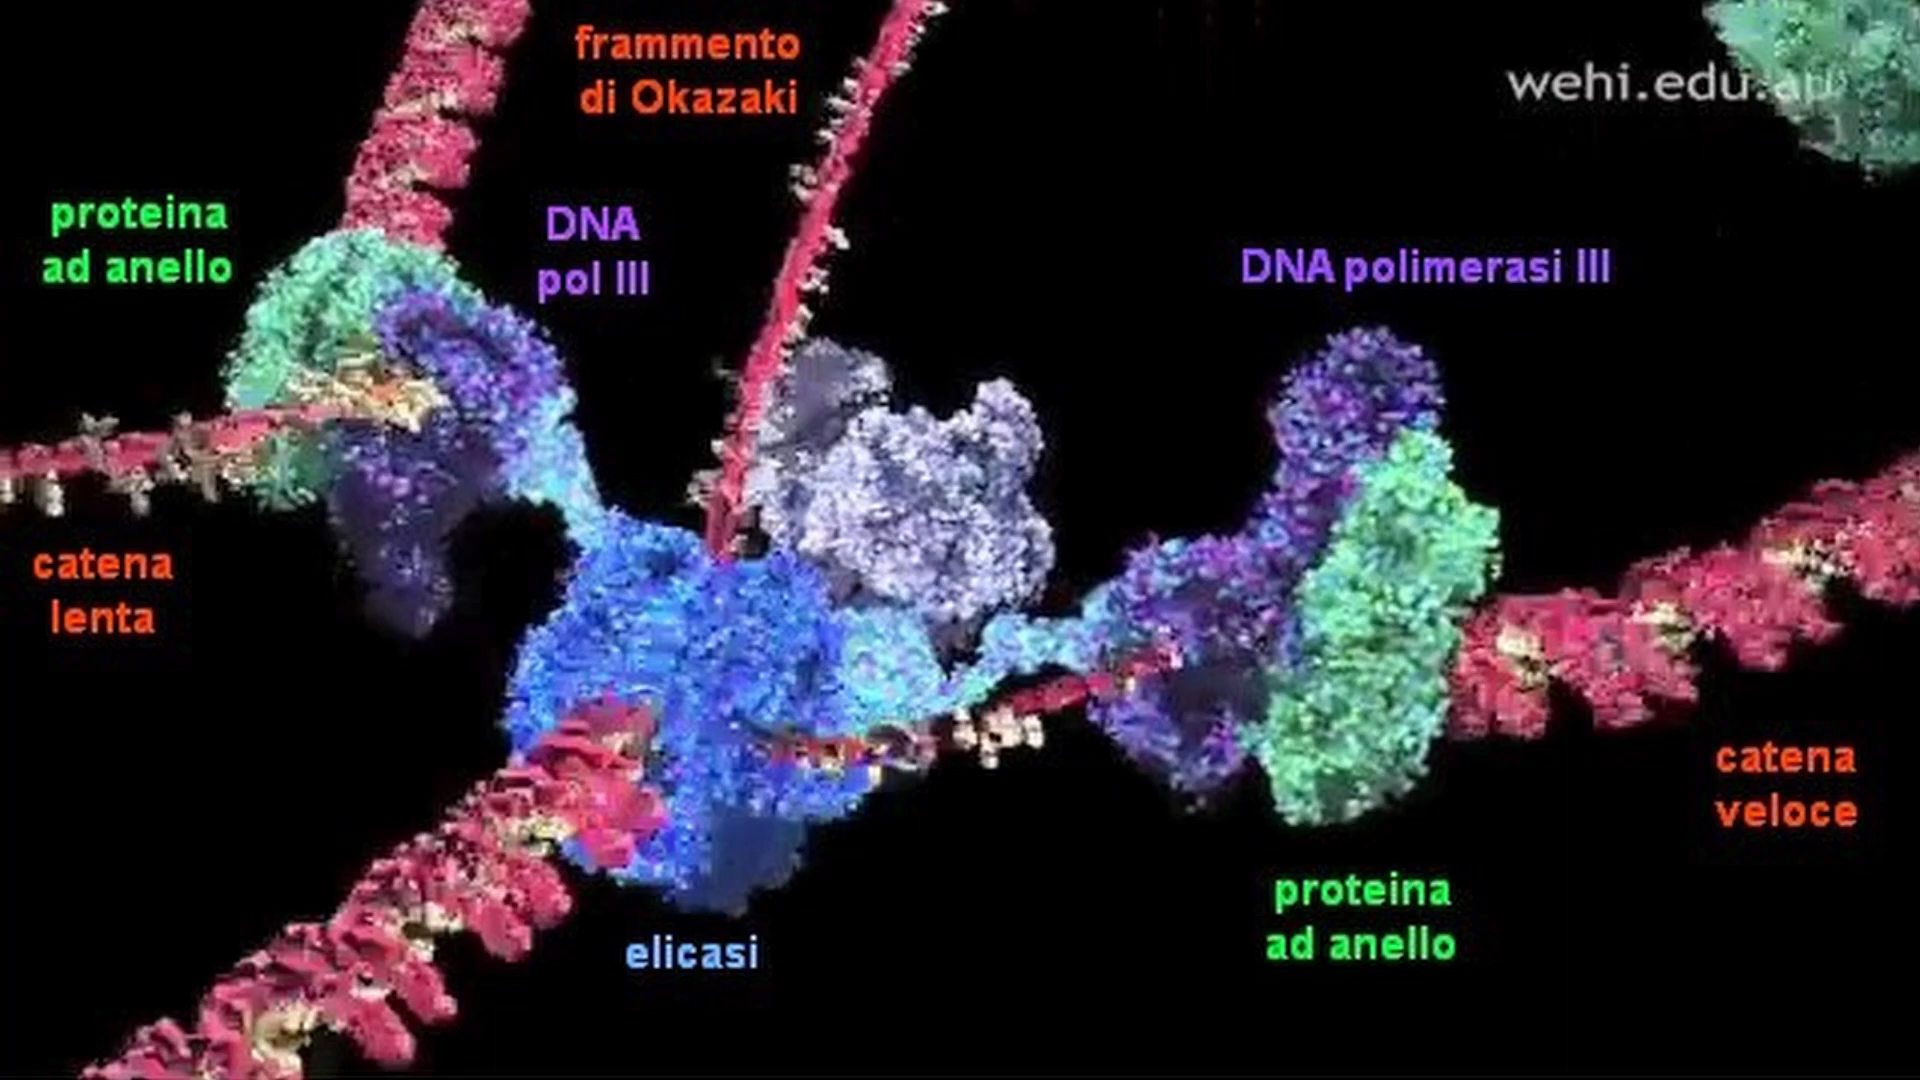 frammento
di Okazaki
wehi.edu.au
proteina
ad anello
DNA
pol III
DNA polimerasi III
catena
lenta
catena
veloce
proteina
ad anello
elicasi